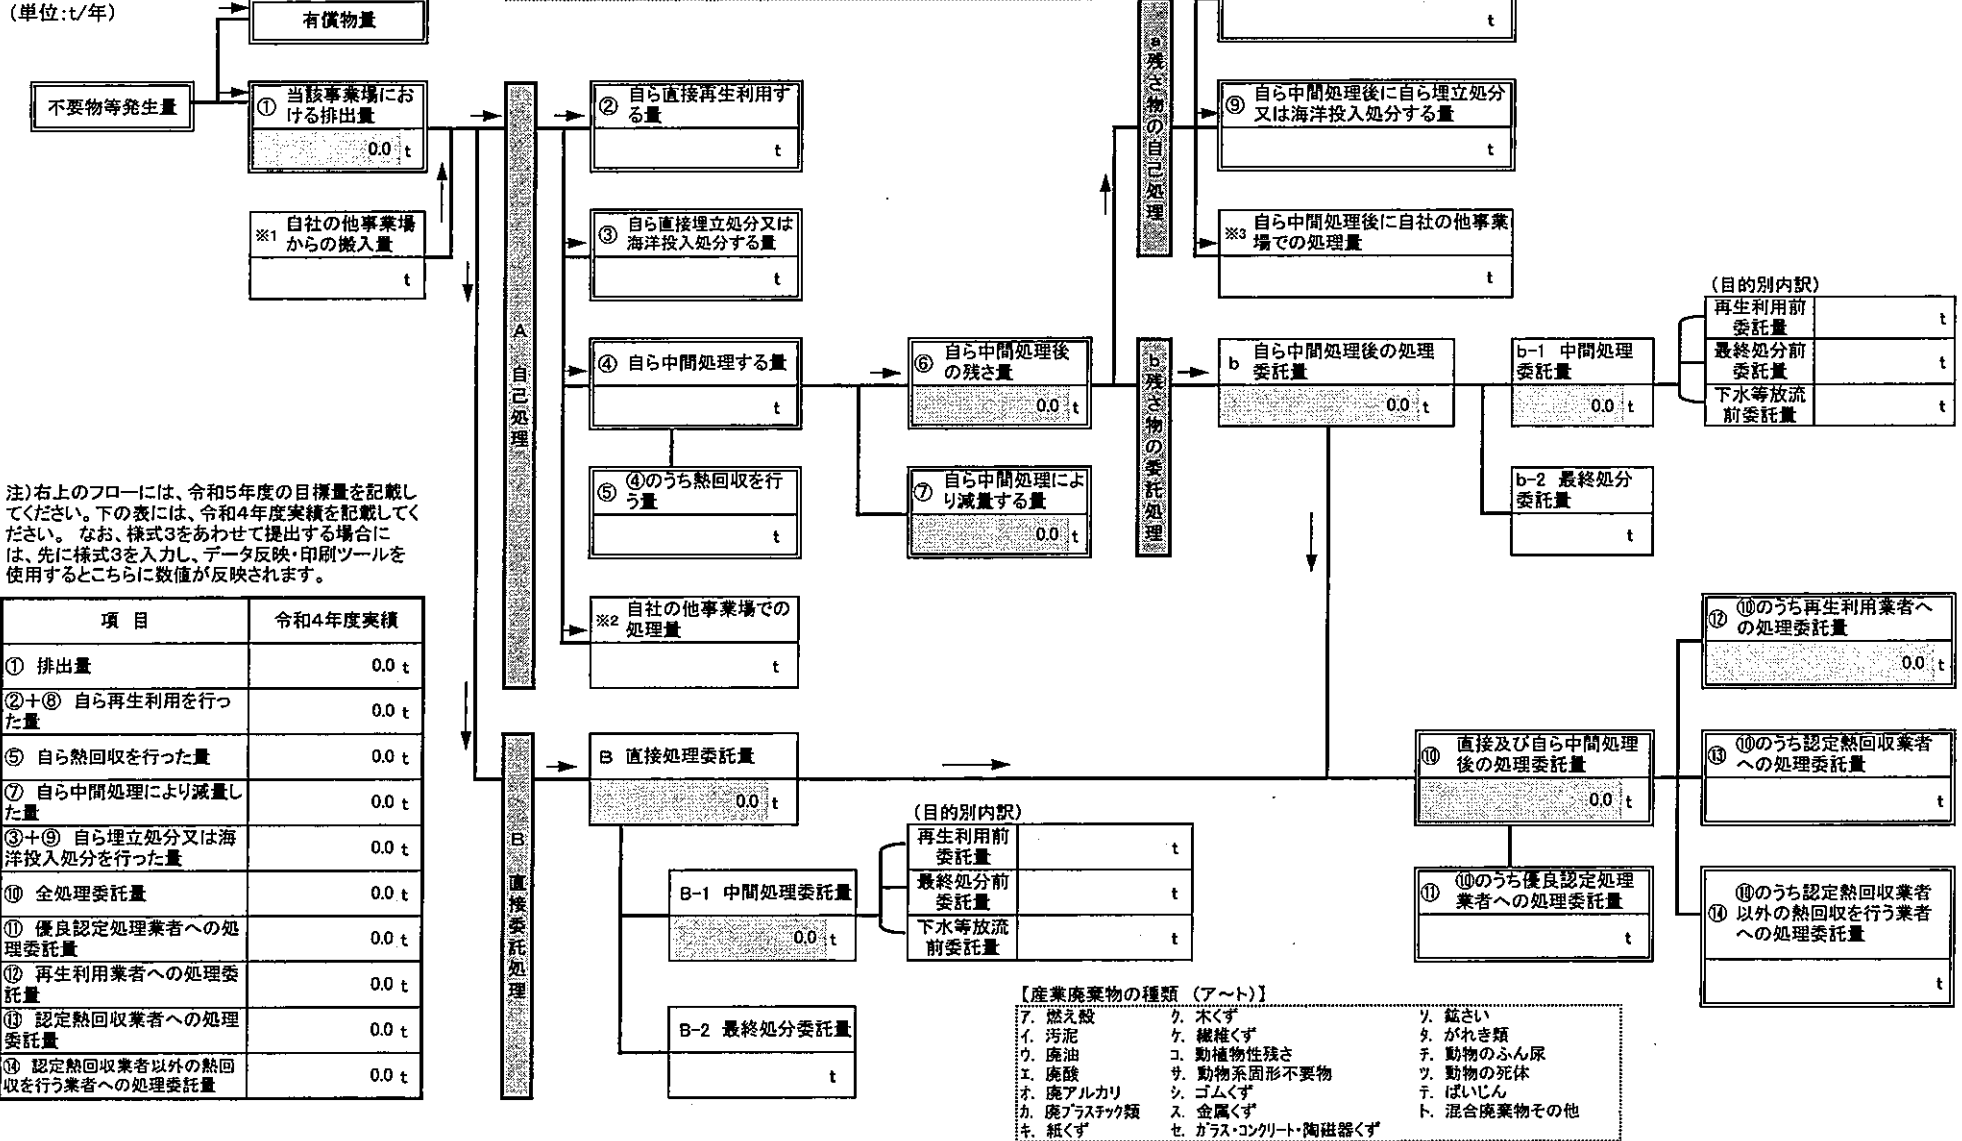 (単位:t/年)
有償物量
t
不要物等発生量
① 当該事業場にお
ける排出量
0.0 t
※1 自社の他事業場
からの搬入量
t
A 自己処理
② 自ら直接再生利用す
る量
t
③ 自ら直接埋立処分又は
海洋投入処分する量
t
④ 自ら中間処理する量
t
⑤ ④のうち熱回収を行
う量
t
※2 自社の他事業場での
処理量
t
⑥ 自ら中間処理後
の残さ量
0.0 t
⑦ 自ら中間処理によ
り減量する量
0.0 t
a 残さ物の自己処理
⑨ 自ら中間処理後に自ら埋立処分
又は海洋投入処分する量
t
※3 自ら中間処理後に自社の他事業
場での処理量
t
b 残さ物の委託処理
b 自ら中間処理後の処理
委託量
0.0 t
b-1 中間処理
委託量
0.0 t
b-2 最終処分
委託量
t
(目的別内訳)
再生利用前
委託量
t
最終処分前
委託量
t
下水等放流
前委託量
t
注)右上のフローには、令和5年度の目標量を記載し
てください。下の表には、令和4年度実績を記載してく
ださい。 なお、様式3をあわせて提出する場合に
は、先に様式3を入力し、データ反映・印刷ツールを
使用するとこちらに数値が反映されます。
項 目 令和4年度実績
① 排出量 0.0 t
②+⑧ 自ら再生利用を行っ
た量 0.0 t
⑤ 自ら熱回収を行った量 0.0 t
⑦ 自ら中間処理により減量し
た量 0.0 t
③+⑨ 自ら埋立処分又は海
洋投入処分を行った量 0.0 t
⑩ 全処理委託量 0.0 t
⑪ 優良認定処理業者への処
理委託量 0.0 t
⑫ 再生利用業者への処理委
託量 0.0 t
⑬ 認定熱回収業者への処理
委託量 0.0 t
⑭ 認定熱回収業者以外の熱回
収を行う業者への処理委託量 0.0 t
B 直接委託処理
B 直接処理委託量
0.0 t
B-1 中間処理委託量
0.0 t
B-2 最終処分委託量
t
(目的別内訳)
再生利用前
委託量
t
最終処分前
委託量
t
下水等放流
前委託量
t
⑩ 直接及び自ら中間処理
後の処理委託量
0.0 t
⑪ ⑩のうち優良認定処理
業者への処理委託量
t
⑫ ⑩のうち再生利用業者へ
の処理委託量
0.0 t
⑬ ⑩のうち認定熱回収業者
への処理委託量
t
⑭ ⑩のうち認定熱回収業者
以外の熱回収を行う業者
への処理委託量
t
【産業廃棄物の種類 (ア~ト)】
ア. 燃え殻 ク. 木くず ソ. 鉱さい
イ. 汚泥 ケ. 繊維くず タ. がれき類
ウ. 廃油 コ. 動植物性残さ チ. 動物のふん尿
エ. 廃酸 サ. 動物系固形不要物 ツ. 動物の死体
オ. 廃アルカリ シ. ゴムくず テ. ばいじん
カ. 廃プラスチック類 ス. 金属くず ト. 混合廃棄物その他
キ. 紙くず セ. ガラス・コンクリート・陶磁器くず